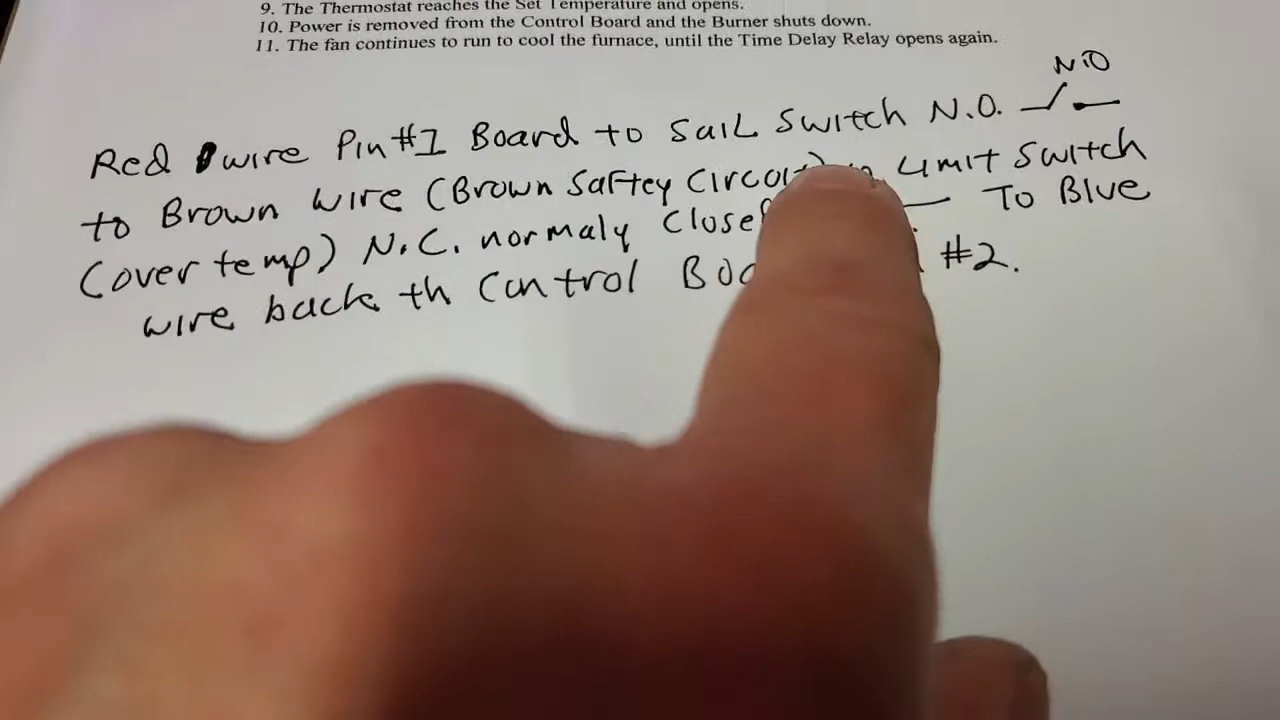 9. The Thermostat reaches the Set Temperature and opens.
10. Power is removed from the Control Board and the Burner shuts down.
11. The fan continues to run to cool the furnace, until the Time Delay Relay opens again.
N.O
Red wire Pin #1 Board to Sail Switch N.O.
to Brown wire (Brown Saftey Circuit) Limit Switch
(over temp) N.C. normaly Close To Blue
wire back th Control #2.